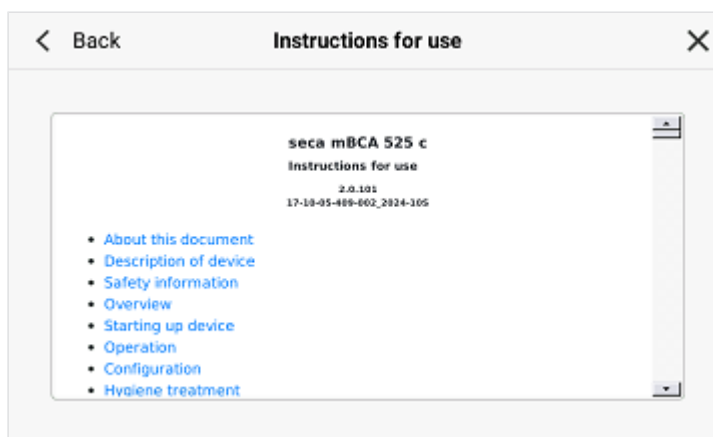 Back
Instructions for use
seca mBCA 525 c
Instructions for use
2.0.101
17-10-05-409-002_2024-10S
About this document
Description of device
Safety information
Overview
Starting up device
Operation
Configuration
Hygiene treatment